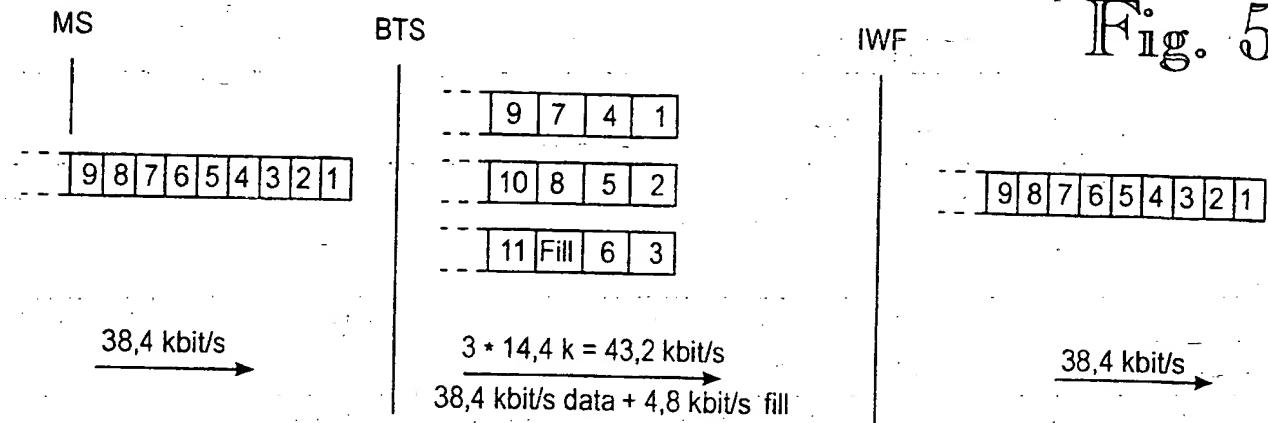 MS
BTS
IWF
Fig. 5
9 7 4 1
9 8 7 6 5 4 3 2 1
10 8 5 2
9 8 7 6 5 4 3 2 1
11 Fill 6 3
38,4 kbit/s
3 * 14,4 k = 43,2 kbit/s
38,4 kbit/s data + 4,8 kbit/s fill
38,4 kbit/s